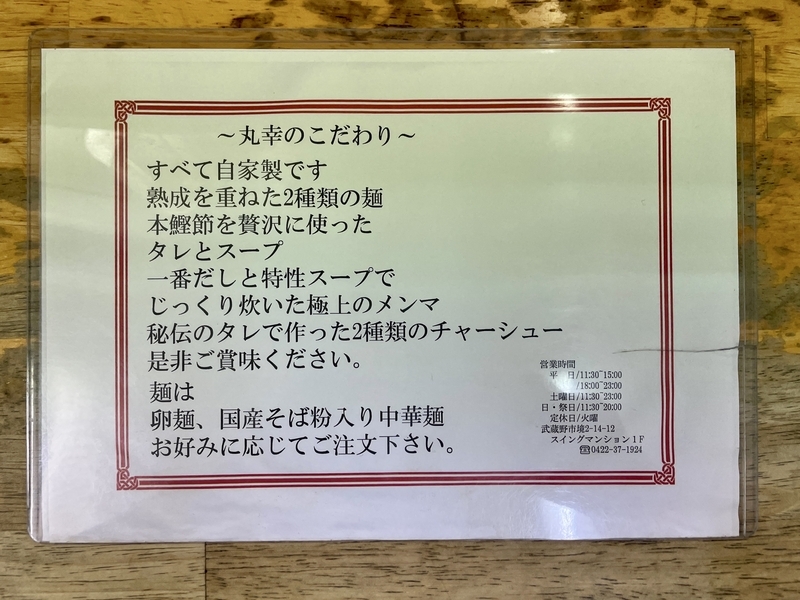 ～丸幸のこだわり～
すべて自家製です
熟成を重ねた2種類の麺
本鰹節を贅沢に使った
タレとスープ
一番だしと特性スープで
じっくり炊いた極上のメンマ
秘伝のタレで作った2種類のチャーシュー
是非ご賞味ください。
麺は
卵麺、国産そば粉入り中華麺
お好みに応じてご注文下さい。
営業時間
平　日/11:30~15:00
/18:00~23:00
土曜日/11:30~23:00
日・祭日/11:30~20:00
定休日/火曜
武蔵野市境2-14-12
スイングマンション1F
☎0422-37-1924